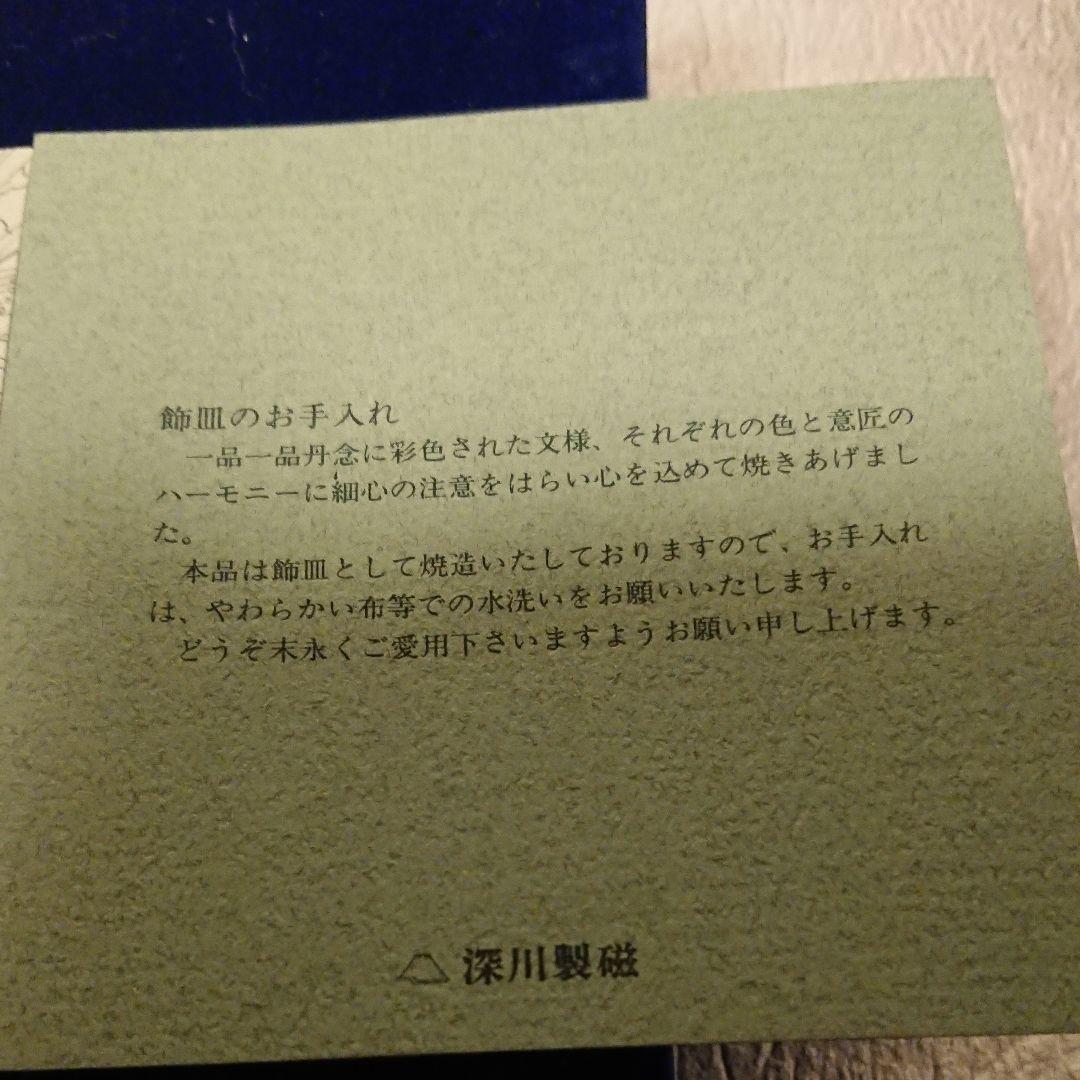 飾皿のお手入れ
一品一品丹念に彩色された文様、それぞれの色と意匠の
ハーモニーに細心の注意をはらい心を込めて焼きあげまし
た。
本品は飾皿として焼造いたしておりますので、お手入れ
は、やわらかい布等での水洗いをお願いいたします。
どうぞ末永くご愛用下さいますようお願い申し上げます。
深川製磁